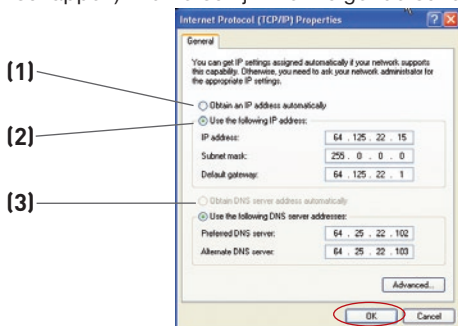 Internet Protocol (TCP/IP) Properties
General
You can get IP settings assigned automatically if your network supports
this capability. Otherwise, you need to ask your network administrator for
the appropriate IP settings.
(1)
Obtain an IP address automatically
(2)
Use the following IP address:
IP address: 64 . 125 . 22 . 15
Subnet mask: 255 . 0 . 0 . 0
Default gateway: 64 . 125 . 22 . 1
(3)
Obtain DNS server address automatically
Use the following DNS server addresses:
Preferred DNS server: 64 . 25 . 22 . 102
Alternate DNS server: 64 . 25 . 22 . 103
Advanced...
OK Cancel